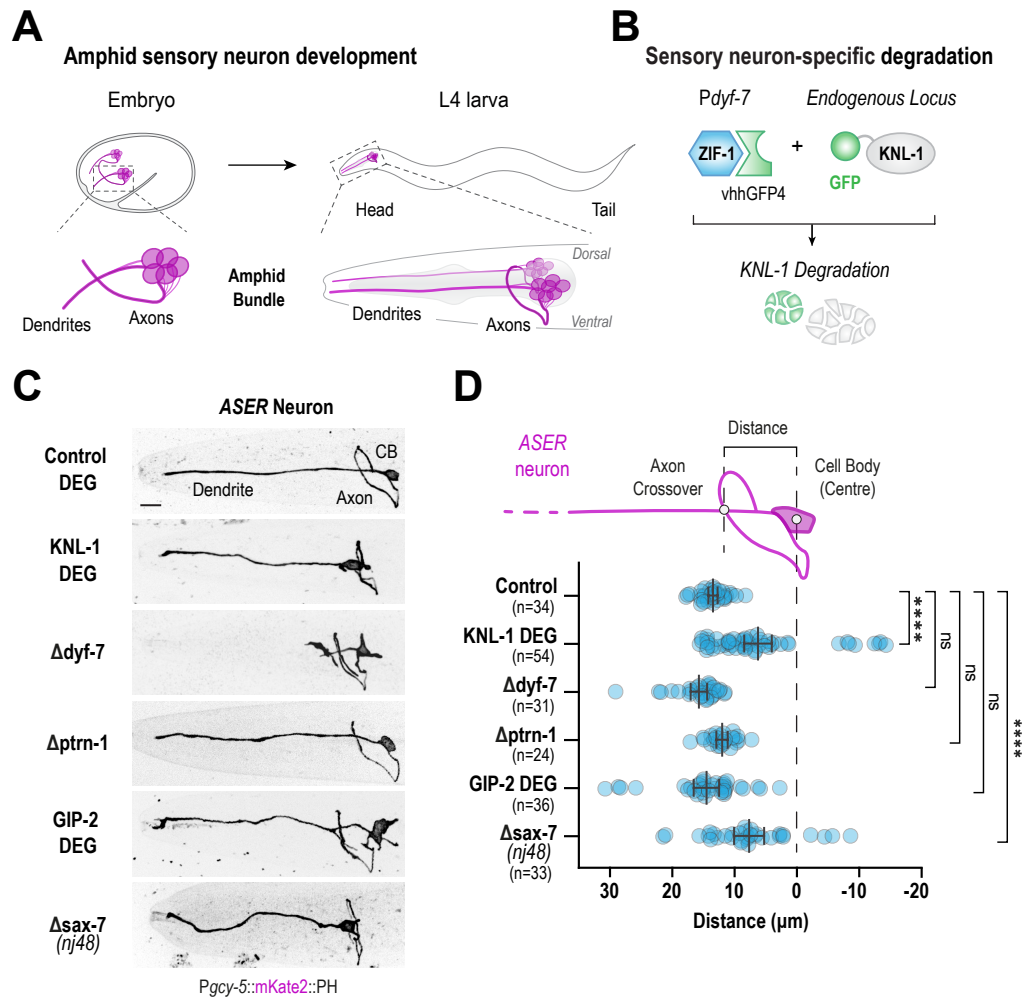 A
Amphid sensory neuron development
Embryo
L4 larva
Head
Tail
Dendrites
Axons
Amphid
Bundle
Dorsal
Dendrites
Axons
Ventral
B
Sensory neuron-specific degradation
Pdyf-7
Endogenous Locus
ZIF-1
+
KNL-1
vhhGFP4
GFP
KNL-1 Degradation
C
ASER Neuron
Control
DEG
CB
Dendrite
Axon
KNL-1
DEG
Δdyf-7
Δptrn-1
GIP-2
DEG
Δsax-7
(nj48)
Pgcy-5::mKate2::PH
D
Distance
ASER
neuron
Axon
Crossover
Cell Body
(Centre)
Control
(n=34)
KNL-1 DEG
(n=54)
Δdyf-7
(n=31)
Δptrn-1
(n=24)
GIP-2 DEG
(n=36)
Δsax-7
(nj48)
(n=33)
****
ns
ns
ns
****
30 20 10 0 -10 -20
Distance (µm)